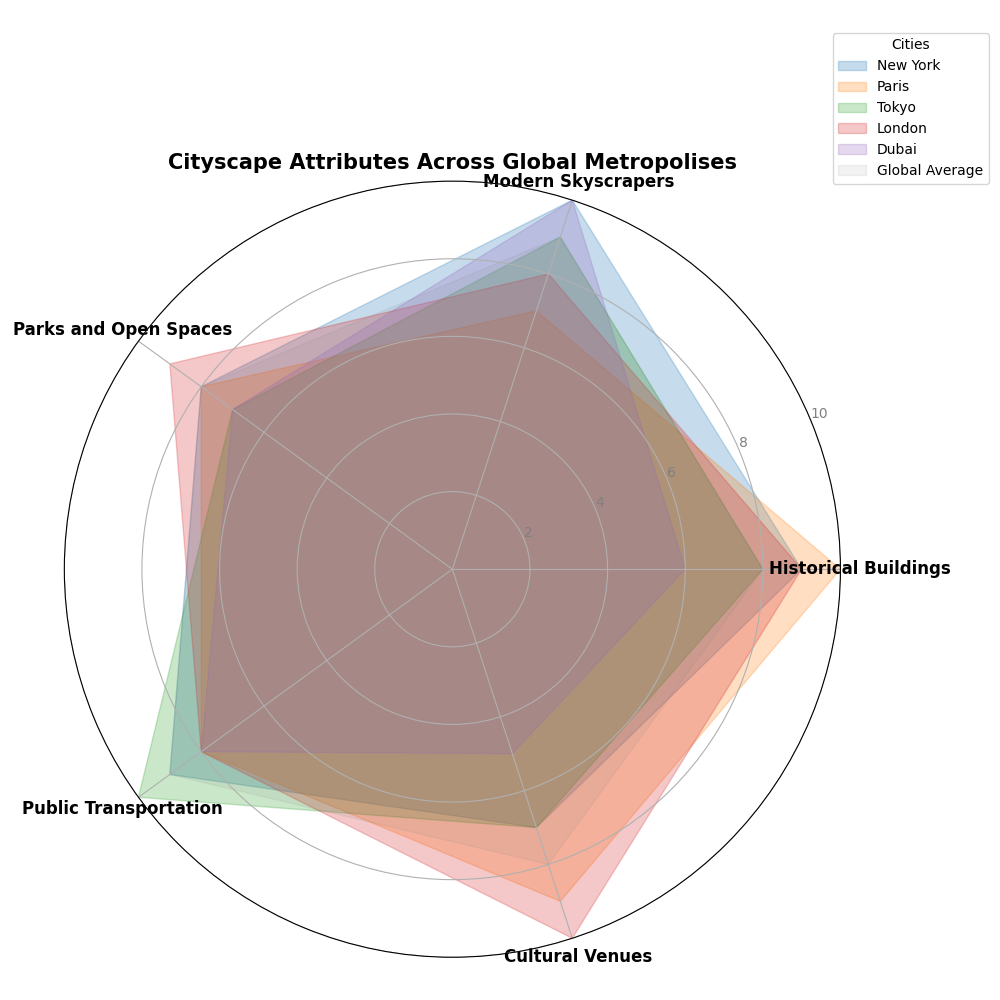 Cities
New York
Paris
Tokyo
London
Dubai
Global Average
Cityscape Attributes Across Global Metropolises
Modern Skyscrapers
Parks and Open Spaces
10
8
6
4
2
Historical Buildings
Public Transportation
Cultural Venues